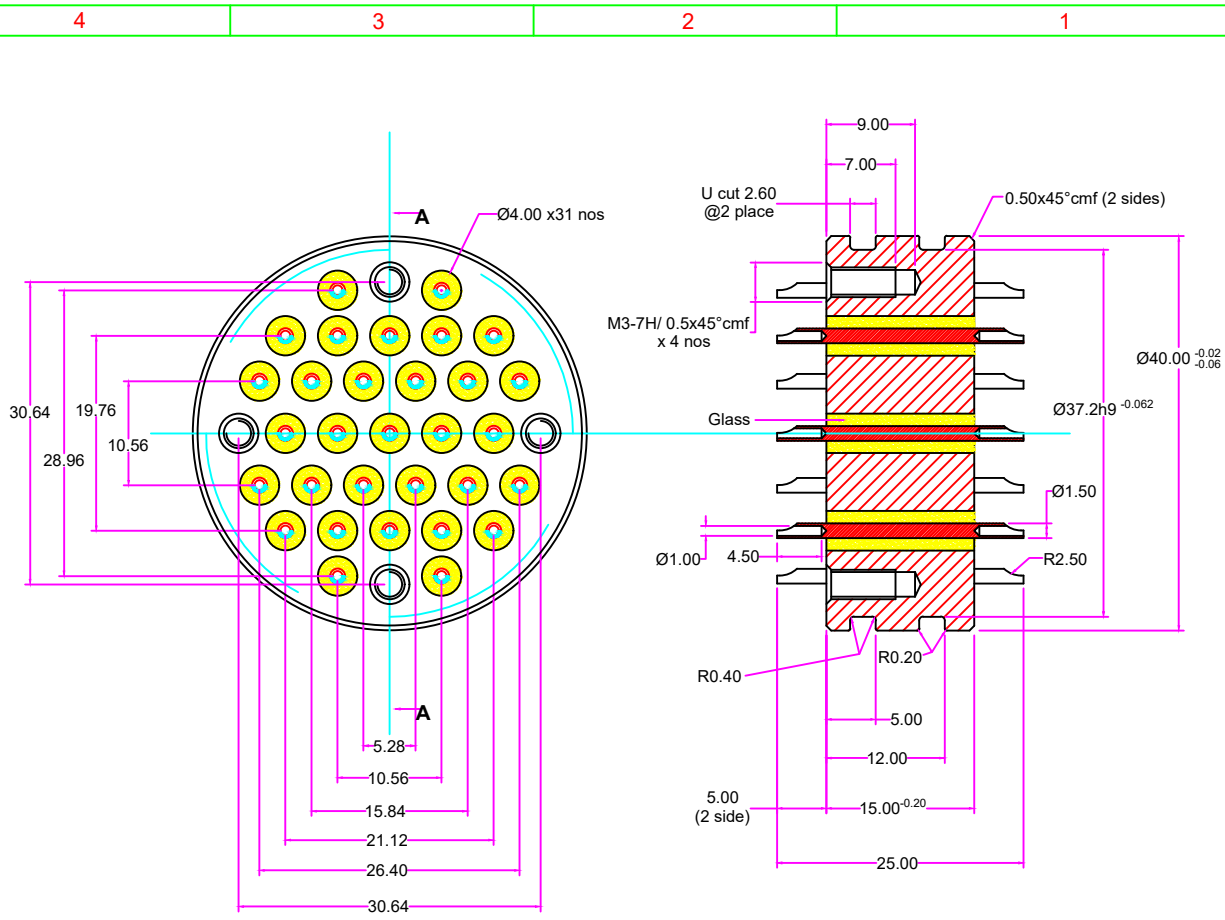 4 3 2 1
9.00
7.00
U cut 2.60
@2 place
0.50x45°cmf (2 sides)
A
Ø4.00 x31 nos
M3-7H/ 0.5x45°cmf
x 4 nos
Ø40.00 -0.02
-0.06
30.64
28.96
19.76
10.56
Ø37.2h9 -0.062
Glass
Ø1.50
Ø1.00
4.50
R2.50
R0.40
R0.20
A
5.00
5.28
12.00
10.56
5.00
(2 side)
15.84
15.00-0.20
21.12
26.40
25.00
30.64